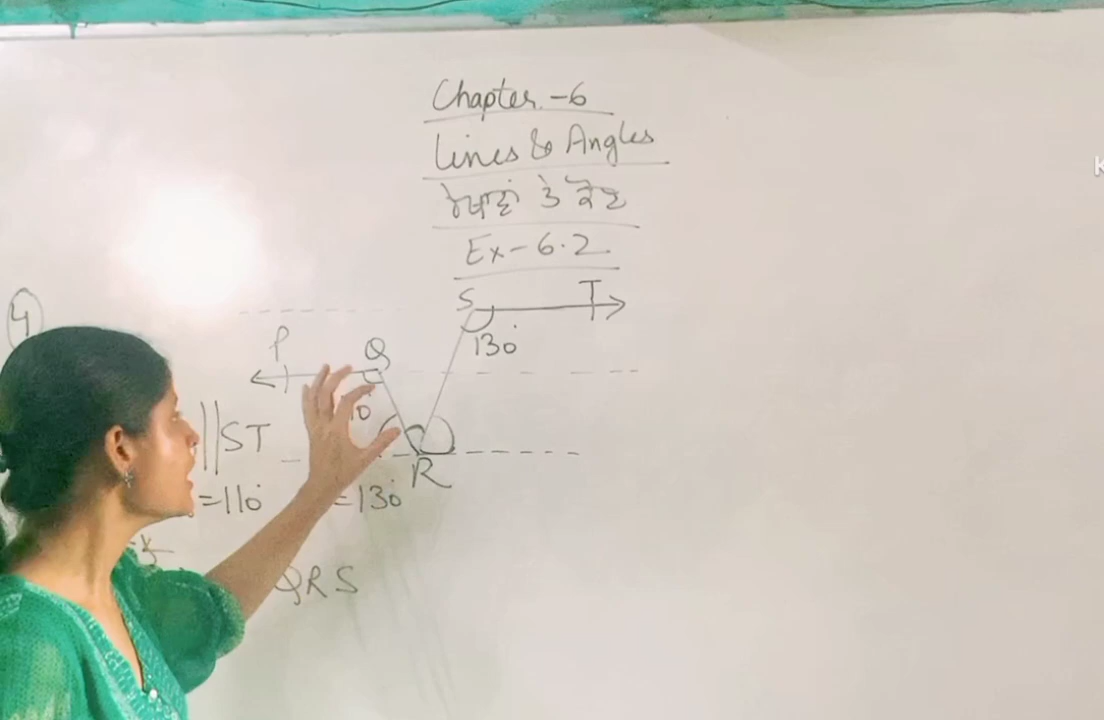 Chapter-6
Lines & Angles
ਰੇਖਾਵਾਂ ਤੇ ਕੋਣ
Ex-6.2
4
S T
130°
P Q
R
||ST
=110° =130°
QRS